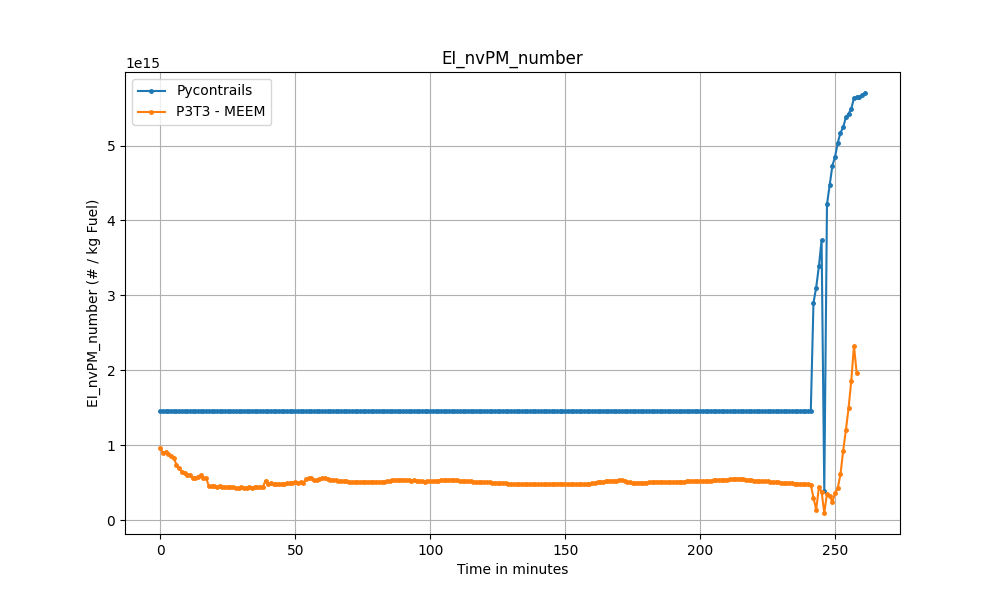 EI_nvPM_number
1e15
Pycontrails
P3T3 - MEEM
EI_nvPM_number (# / kg Fuel)
5
4
3
2
1
0
0 50 100 150 200 250
Time in minutes